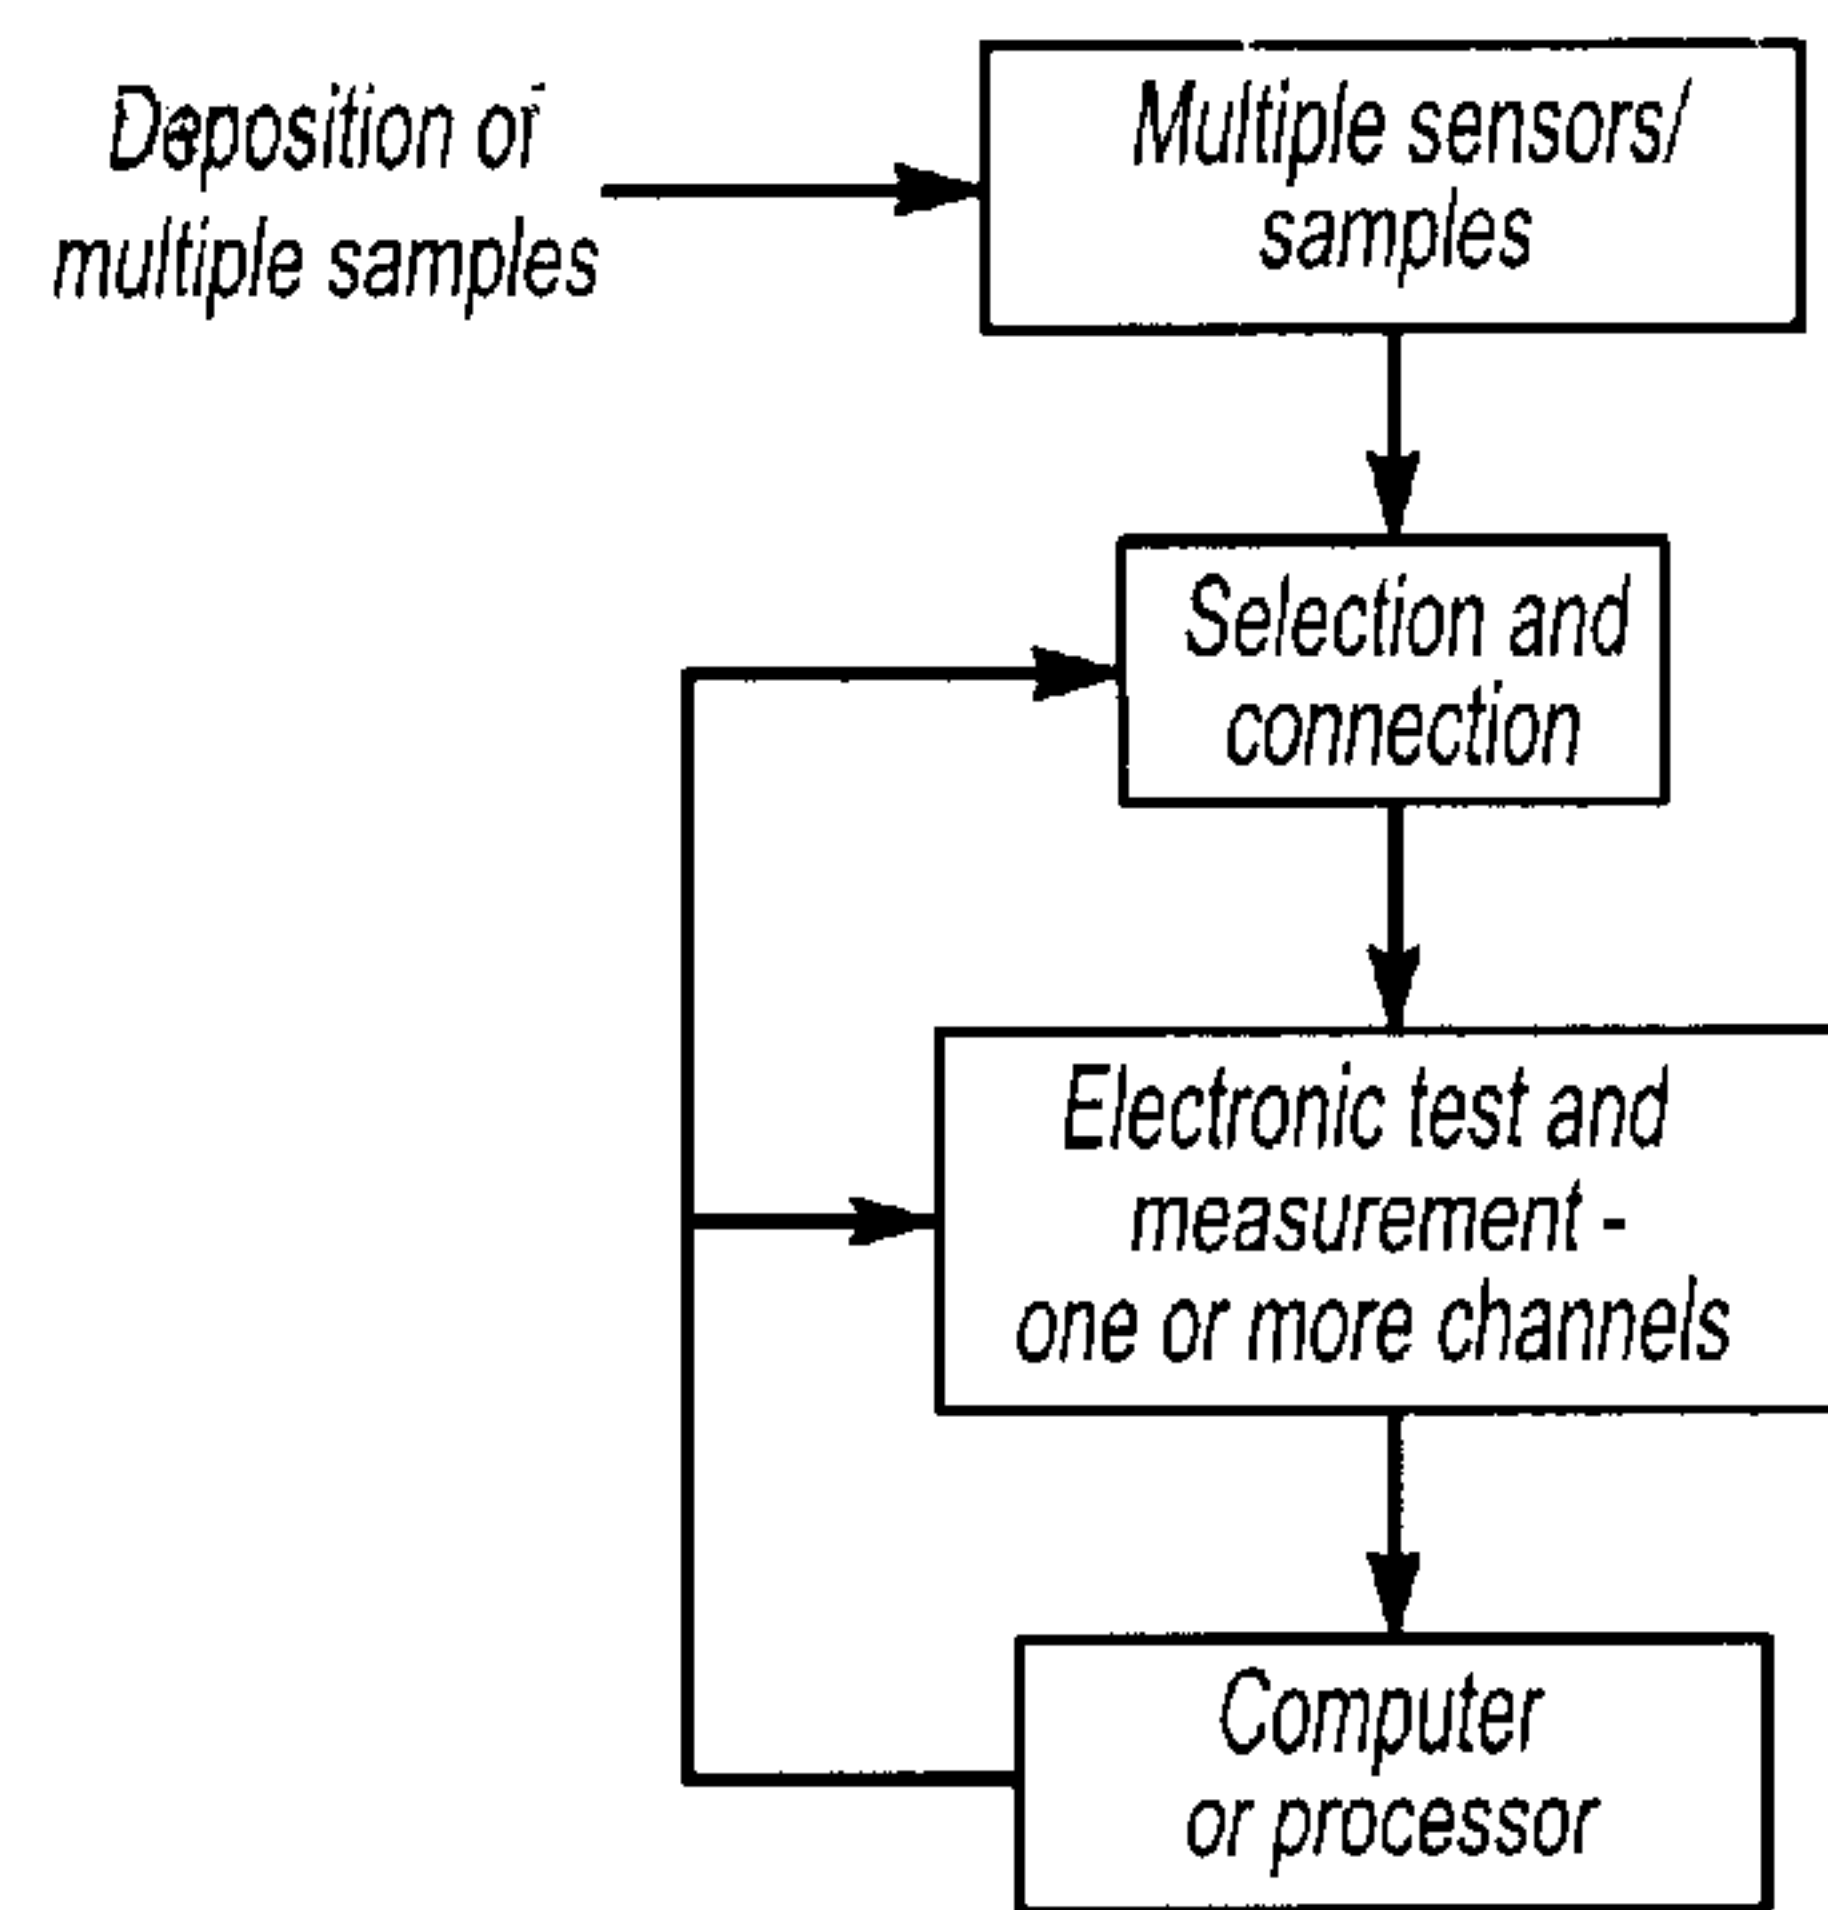 Deposition of
multiple samples
Multiple sensors/
samples
Selection and
connection
Electronic test and
measurement -
one or more channels
Computer
or processor